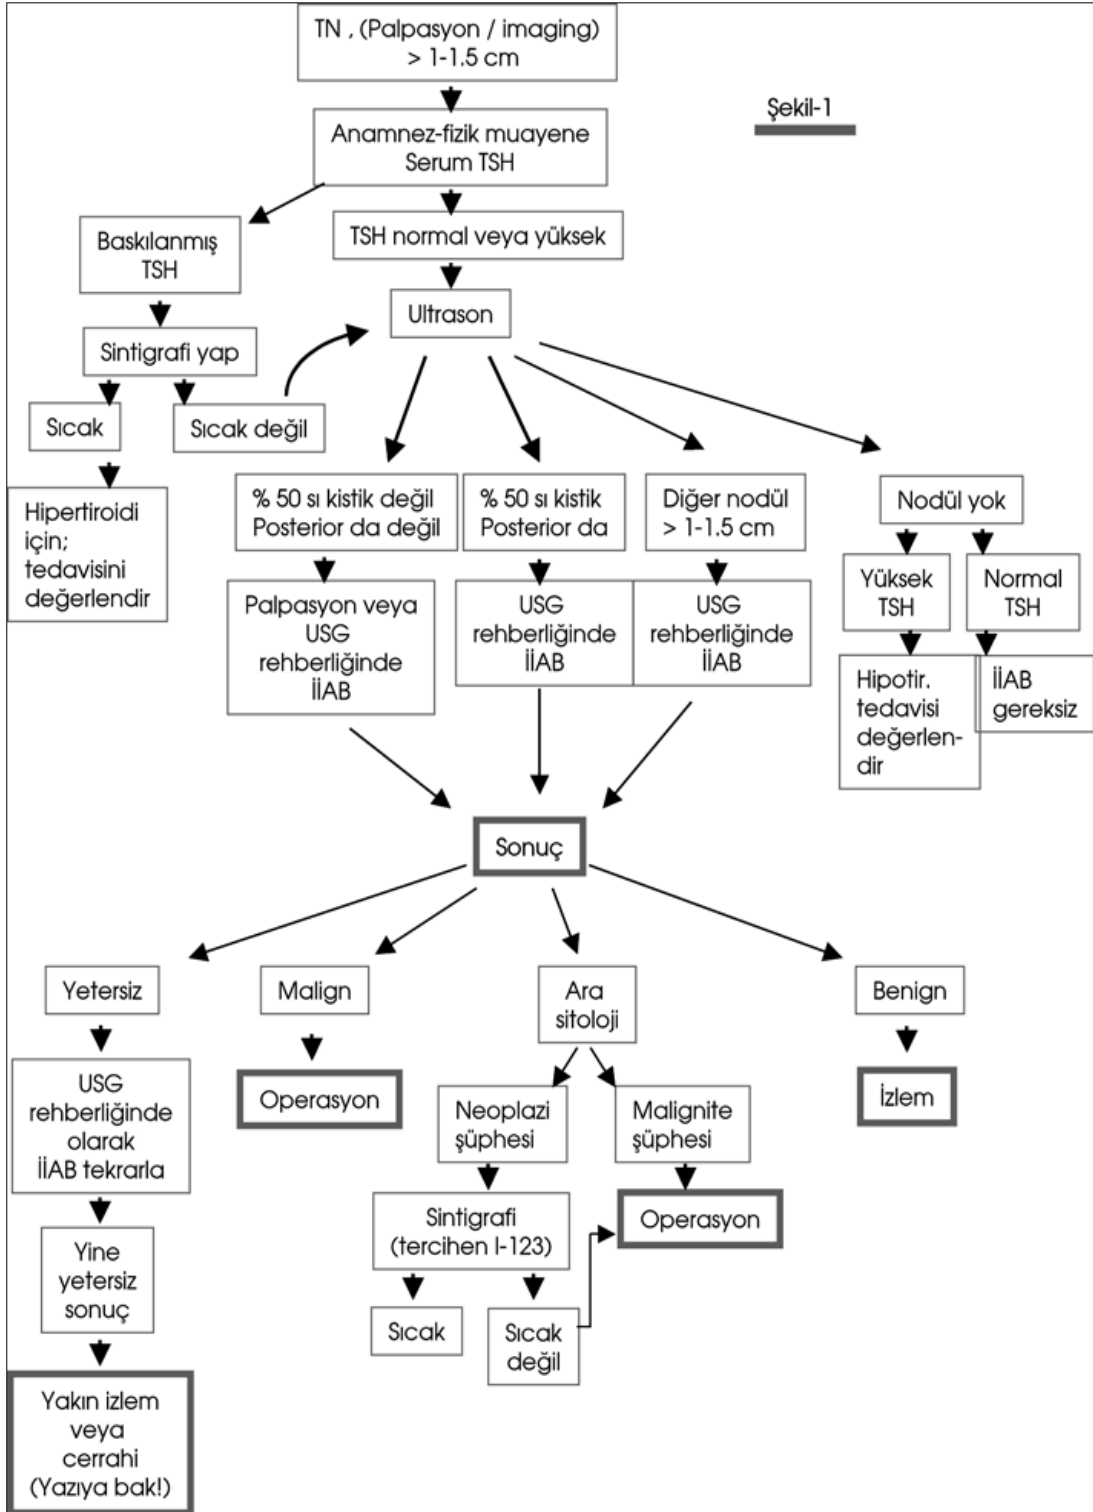 TN , (Palpasyon / imaging)
> 1-1.5 cm
Şekil-1
Anamnez-fizik muayene
Serum TSH
Baskılanmış
TSH
TSH normal veya yüksek
Ultrason
Sintigrafi yap
Sıcak
Sıcak değil
Hipertiroidi
için;
tedavisini
değerlendir
% 50 sı kistik değil
Posterior da değil
% 50 sı kistik
Posterior da
Diğer nodül
> 1-1.5 cm
Nodül yok
Palpasyon veya
USG
rehberliğinde
İİAB
USG
rehberliğinde
İİAB
USG
rehberliğinde
İİAB
Yüksek
TSH
Normal
TSH
Hipotir.
tedavisi
değerlen-
dir
İİAB
gereksiz
Sonuç
Yetersiz
Malign
Ara
sitoloji
Benign
USG
rehberliğinde
olarak
İİAB tekrarla
Operasyon
Neoplazi
şüphesi
Malignite
şüphesi
İzlem
Yine
yetersiz
sonuç
Sintigrafi
(tercihen I-123)
Operasyon
Sıcak
Sıcak
değil
Yakın izlem
veya
cerrahi
(Yazıya bak!)